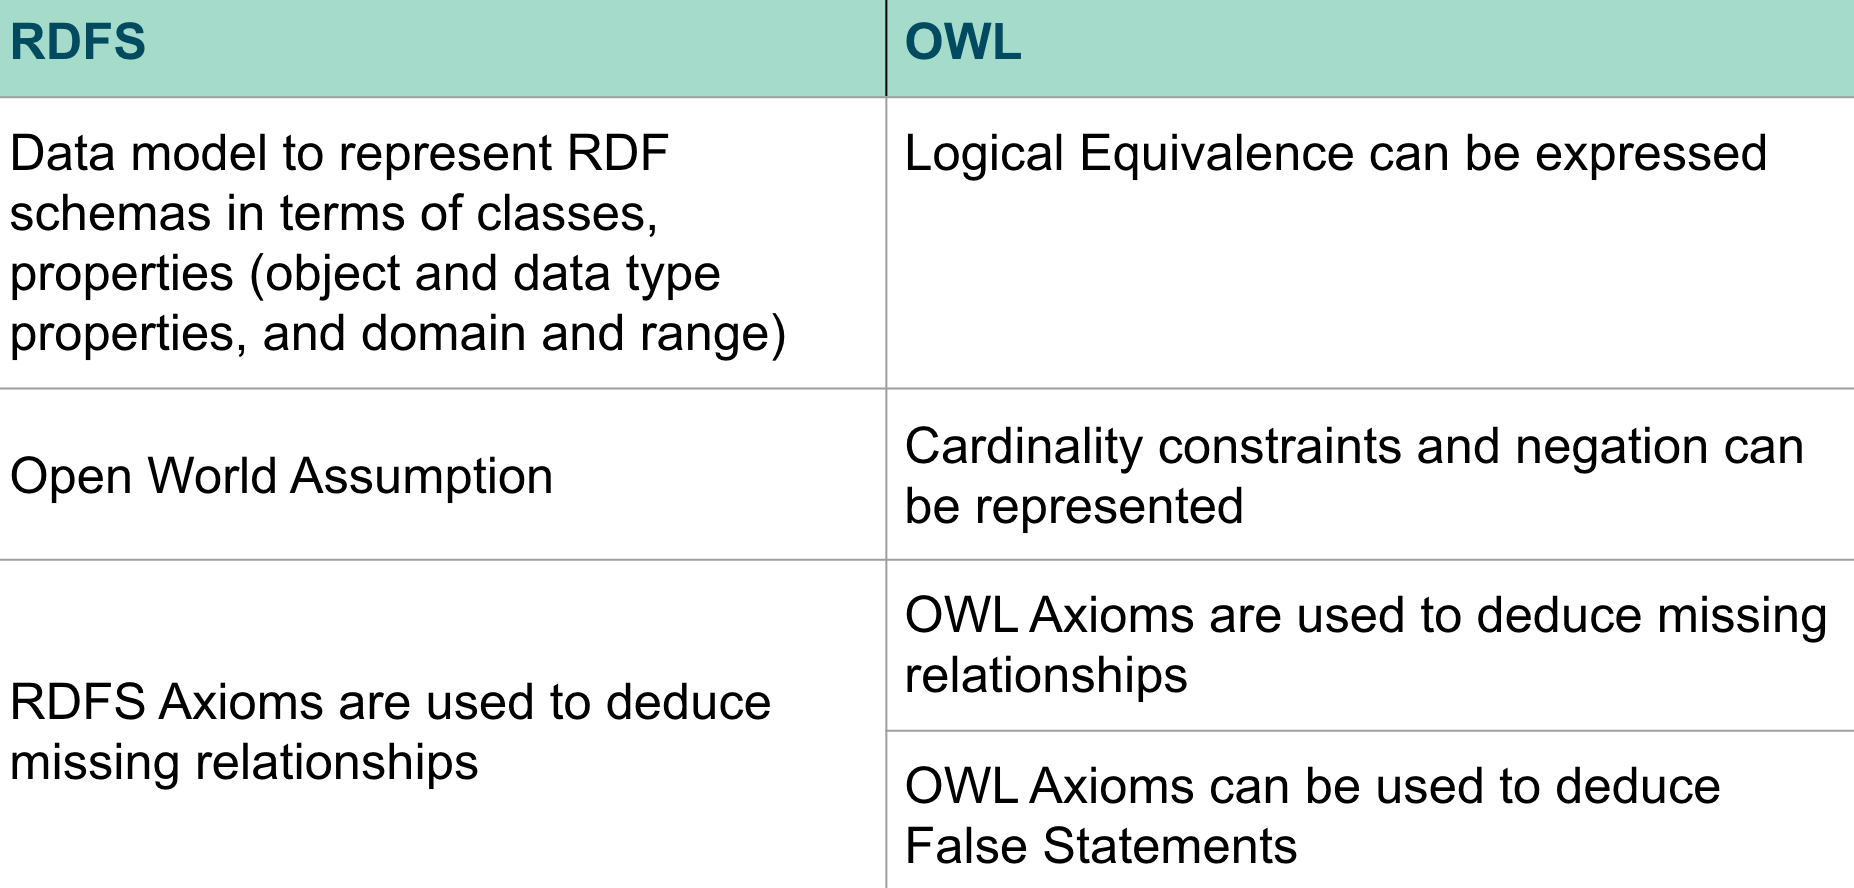 RDFS
OWL
Data model to represent RDF
schemas in terms of classes,
properties (object and data type
properties, and domain and range)
Logical Equivalence can be expressed
Open World Assumption
Cardinality constraints and negation can
be represented
RDFS Axioms are used to deduce
missing relationships
OWL Axioms are used to deduce missing
relationships
OWL Axioms can be used to deduce
False Statements